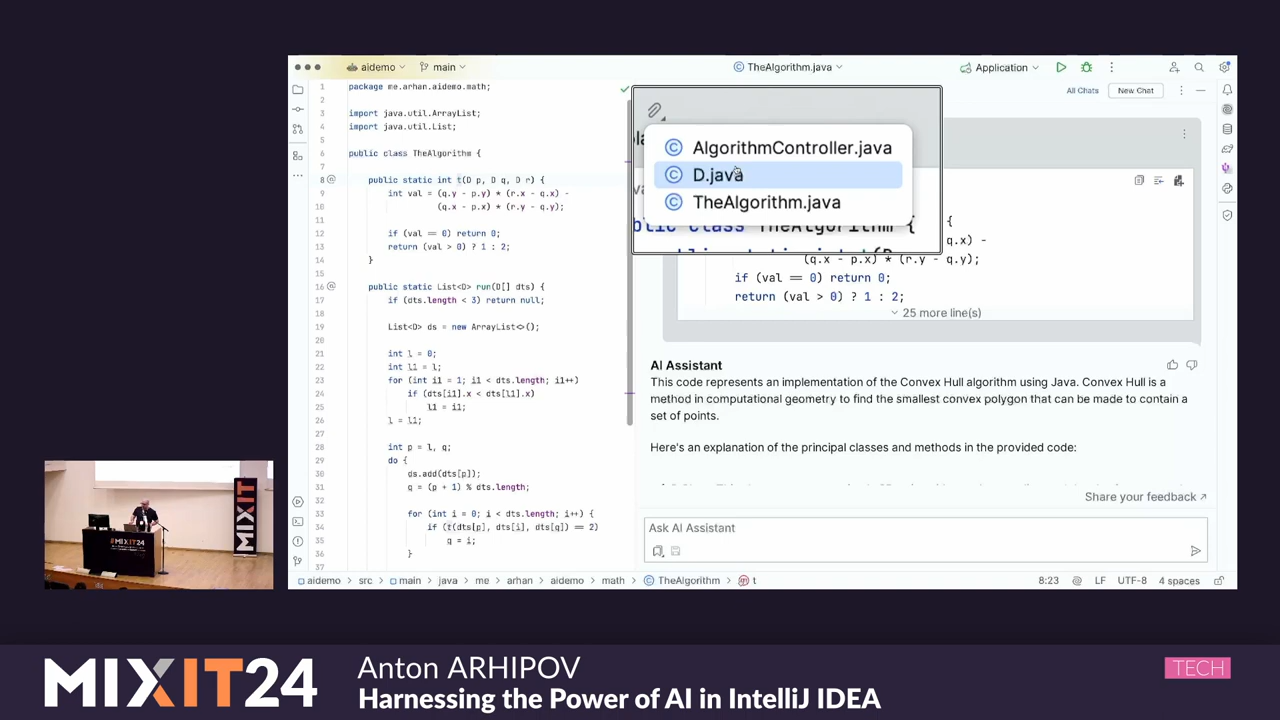 aidemo
main
TheAlgorithm.java
Application
1 package me.arhan.aidemo.math;
2
3 import java.util.ArrayList;
4 import java.util.List;
5
6 public class TheAlgorithm {
7
8 public static int t(D p, D q, D r) {
9 int val = (q.y - p.y) * (r.x - q.x) -
10 (q.x - p.x) * (r.y - q.y);
11
12 if (val == 0) return 0;
13 return (val > 0) ? 1 : 2;
14 }
15
16 public static List<D> run(D[] dts) {
17 if (dts.length < 3) return null;
18
19 List<D> ds = new ArrayList<>();
20
21 int l = 0;
22 int l1 = l;
23 for (int i1 = 1; i1 < dts.length; i1++)
24 if (dts[i1].x < dts[l1].x)
25 l1 = i1;
26 l = l1;
27
28 int p = l, q;
29 do {
30 ds.add(dts[p]);
31 q = (p + 1) % dts.length;
32
33 for (int i = 0; i < dts.length; i++) {
34 if (t(dts[p], dts[i], dts[q]) == 2)
35 q = i;
36 }
37
All Chats
New Chat
AlgorithmController.java
D.java
TheAlgorithm.java
{
q.x) -
(q.x - p.x) * (r.y - q.y);
if (val == 0) return 0;
return (val > 0) ? 1 : 2;
25 more line(s)
AI Assistant
This code represents an implementation of the Convex Hull algorithm using Java. Convex Hull is a
method in computational geometry to find the smallest convex polygon that can be made to contain a
set of points.
Here's an explanation of the principal classes and methods in the provided code:
Share your feedback
Ask AI Assistant
aidemo > src > main > java > me > arhan > aidemo > math > TheAlgorithm > t
8:23
LF
UTF-8
4 spaces
MIXIT
#MIXIT24
MIXIT24
Anton ARHIPOV
Harnessing the Power of AI in IntelliJ IDEA
TECH